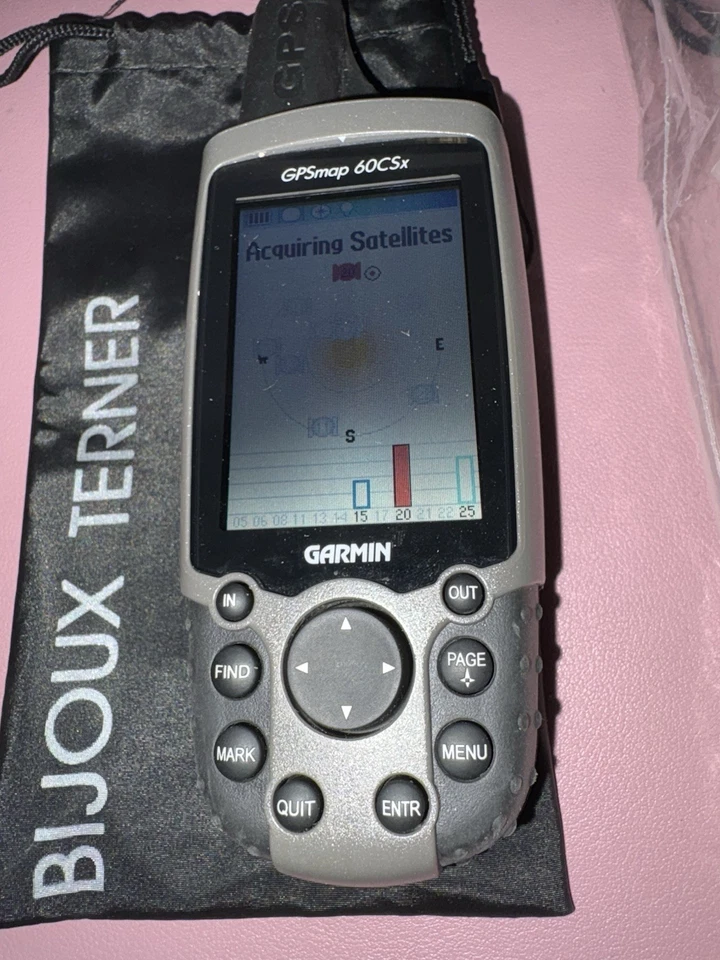 GPS
GPSmap 60CSx
Acquiring Satellites
E
S
05 06 08 11 13 14 15 17 20 21 22 25
GARMIN
IN
OUT
FIND
PAGE
MARK
MENU
QUIT
ENTR
BIJOUX TERNER